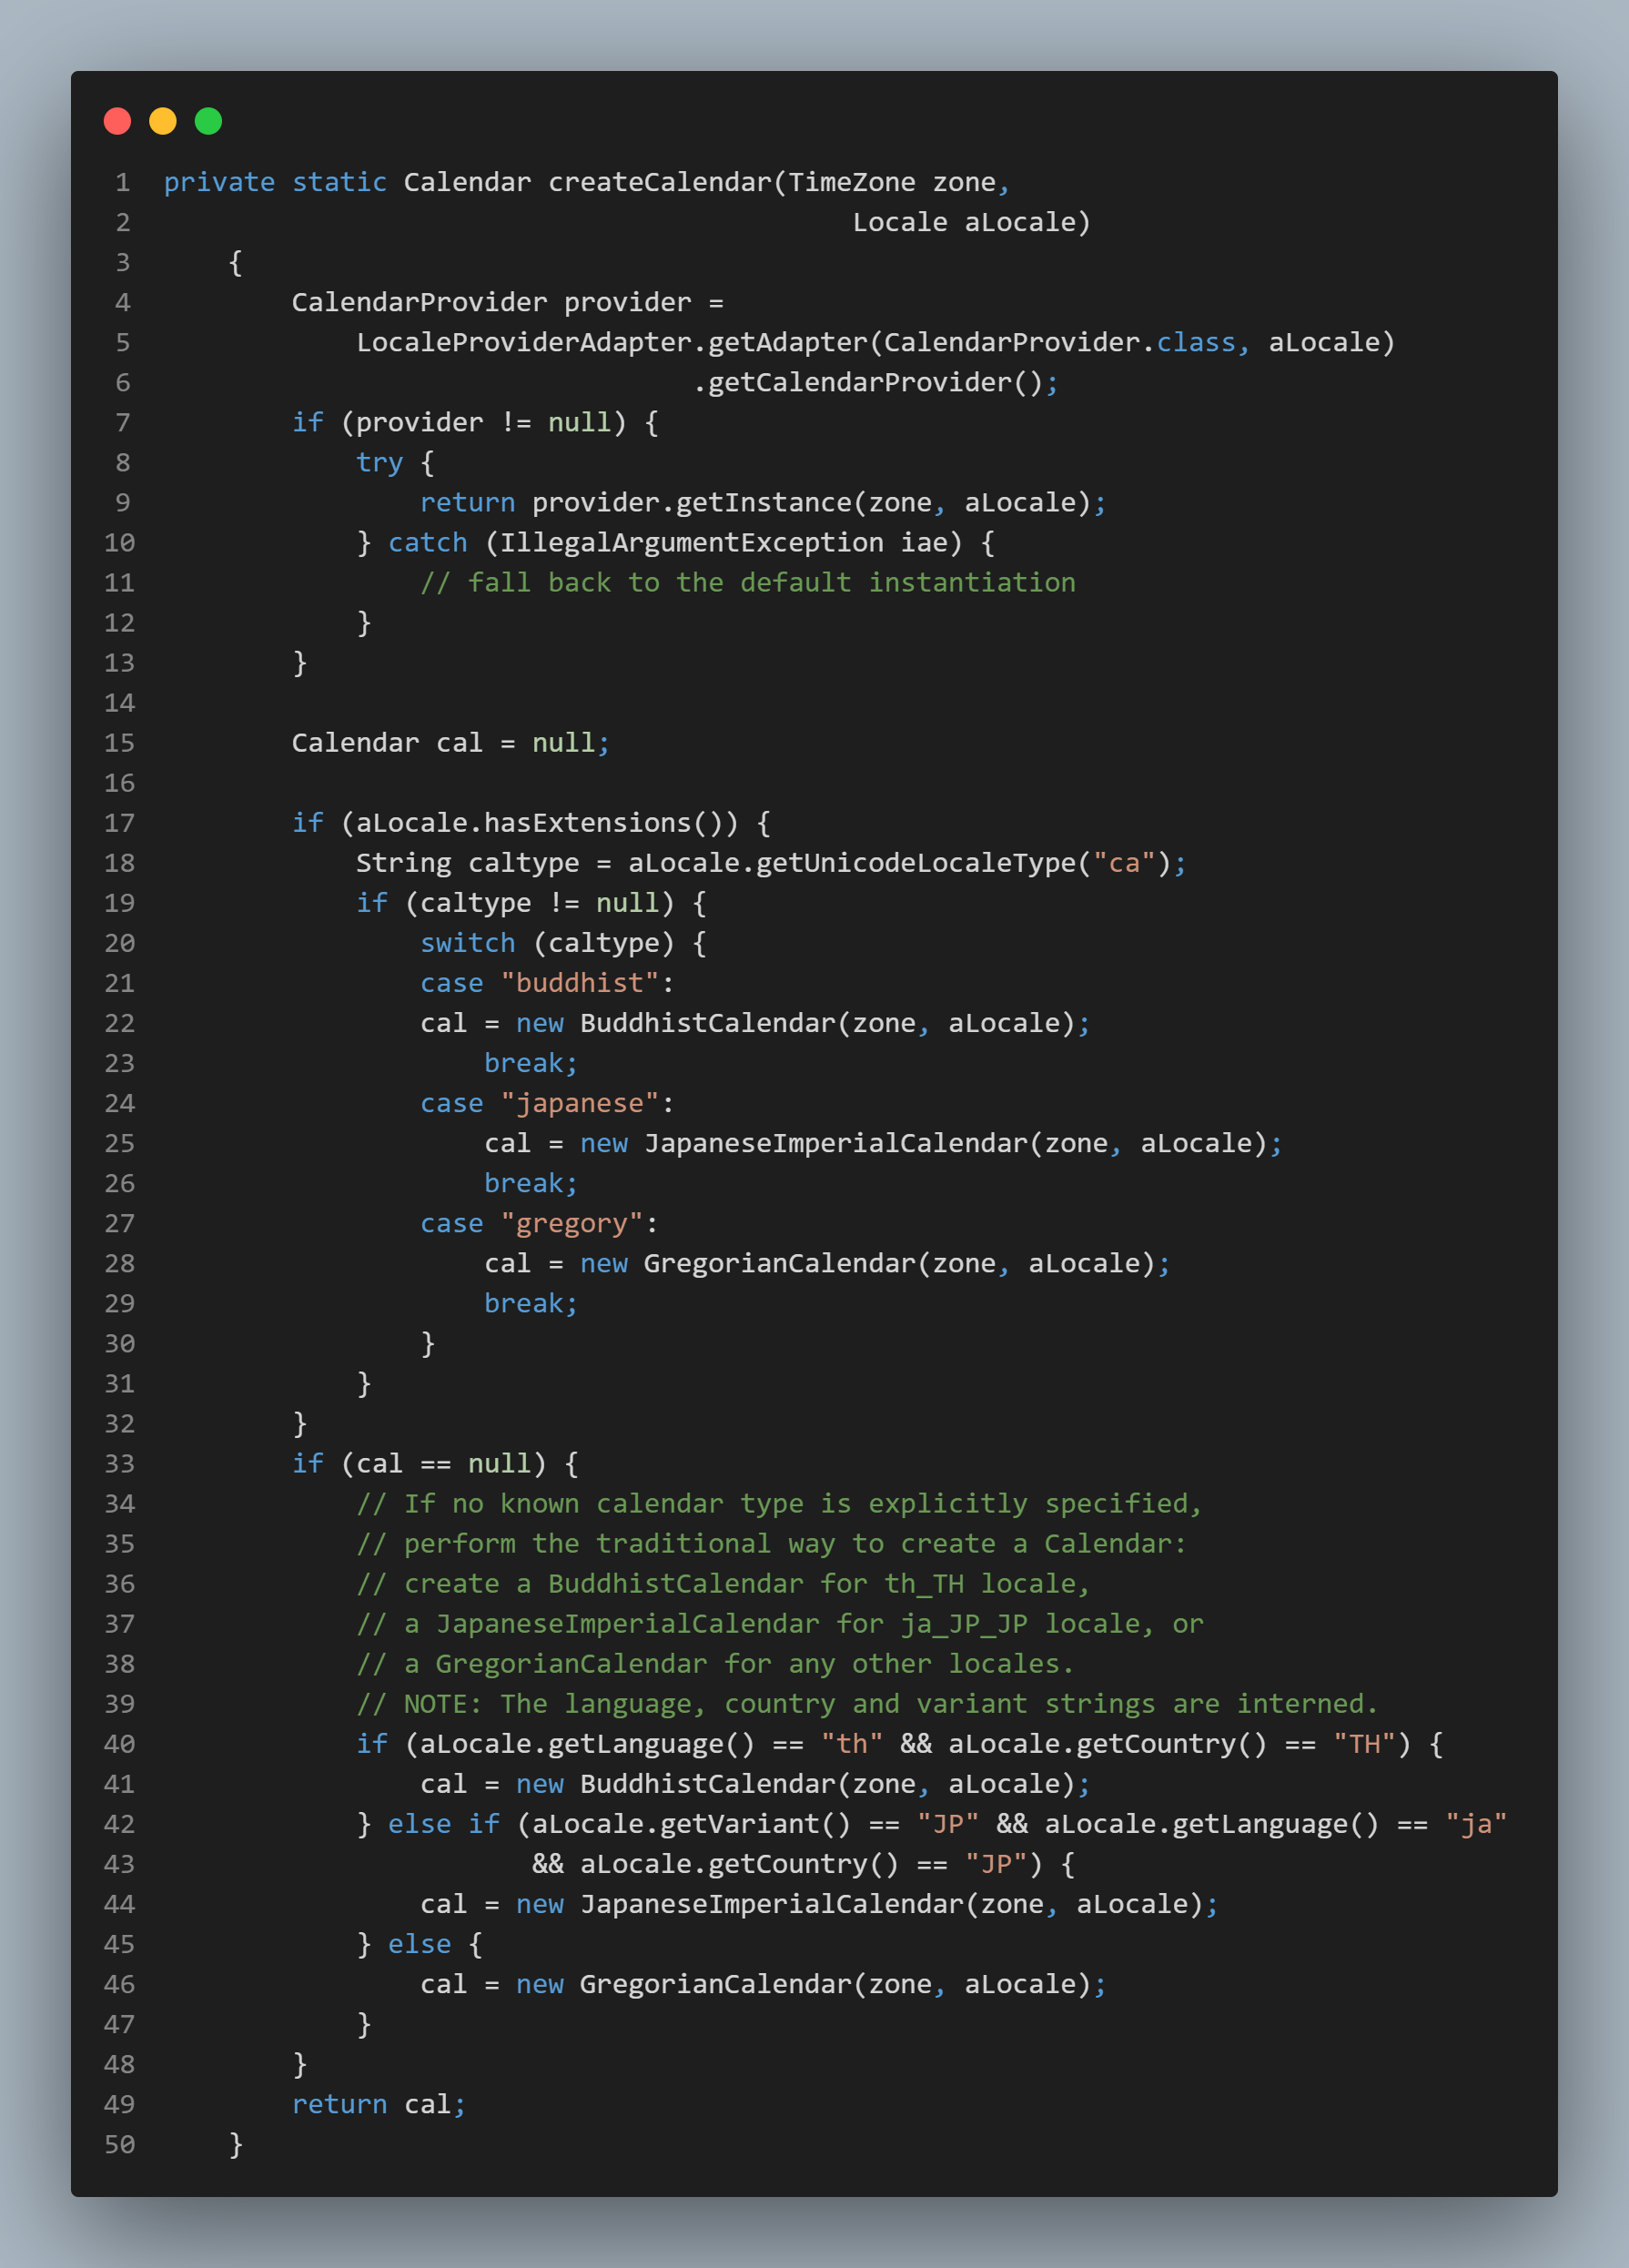 1 private static Calendar createCalendar(TimeZone zone,
2                                            Locale aLocale)
3     {
4         CalendarProvider provider =
5             LocaleProviderAdapter.getAdapter(CalendarProvider.class, aLocale)
6                                  .getCalendarProvider();
7         if (provider != null) {
8             try {
9                 return provider.getInstance(zone, aLocale);
10             } catch (IllegalArgumentException iae) {
11                 // fall back to the default instantiation
12             }
13         }
14
15         Calendar cal = null;
16
17         if (aLocale.hasExtensions()) {
18             String caltype = aLocale.getUnicodeLocaleType("ca");
19             if (caltype != null) {
20                 switch (caltype) {
21                 case "buddhist":
22                 cal = new BuddhistCalendar(zone, aLocale);
23                     break;
24                 case "japanese":
25                     cal = new JapaneseImperialCalendar(zone, aLocale);
26                     break;
27                 case "gregory":
28                     cal = new GregorianCalendar(zone, aLocale);
29                     break;
30                 }
31             }
32         }
33         if (cal == null) {
34             // If no known calendar type is explicitly specified,
35             // perform the traditional way to create a Calendar:
36             // create a BuddhistCalendar for th_TH locale,
37             // a JapaneseImperialCalendar for ja_JP_JP locale, or
38             // a GregorianCalendar for any other locales.
39             // NOTE: The language, country and variant strings are interned.
40             if (aLocale.getLanguage() == "th" && aLocale.getCountry() == "TH") {
41                 cal = new BuddhistCalendar(zone, aLocale);
42             } else if (aLocale.getVariant() == "JP" && aLocale.getLanguage() == "ja"
43                        && aLocale.getCountry() == "JP") {
44                 cal = new JapaneseImperialCalendar(zone, aLocale);
45             } else {
46                 cal = new GregorianCalendar(zone, aLocale);
47             }
48         }
49         return cal;
50     }